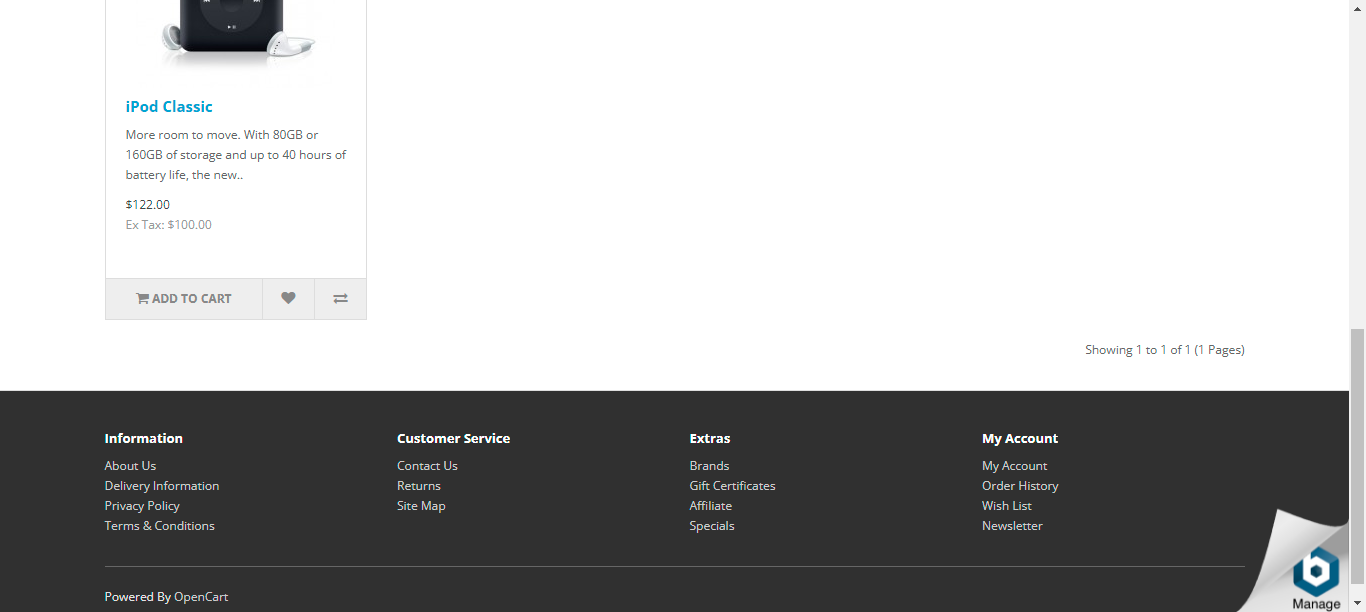 iPod Classic
More room to move. With 80GB or
160GB of storage and up to 40 hours of
battery life, the new..
$122.00
Ex Tax: $100.00
ADD TO CART
Showing 1 to 1 of 1 (1 Pages)
Information
About Us
Delivery Information
Privacy Policy
Terms & Conditions
Customer Service
Contact Us
Returns
Site Map
Extras
Brands
Gift Certificates
Affiliate
Specials
My Account
My Account
Order History
Wish List
Newsletter
Powered By OpenCart
Manage